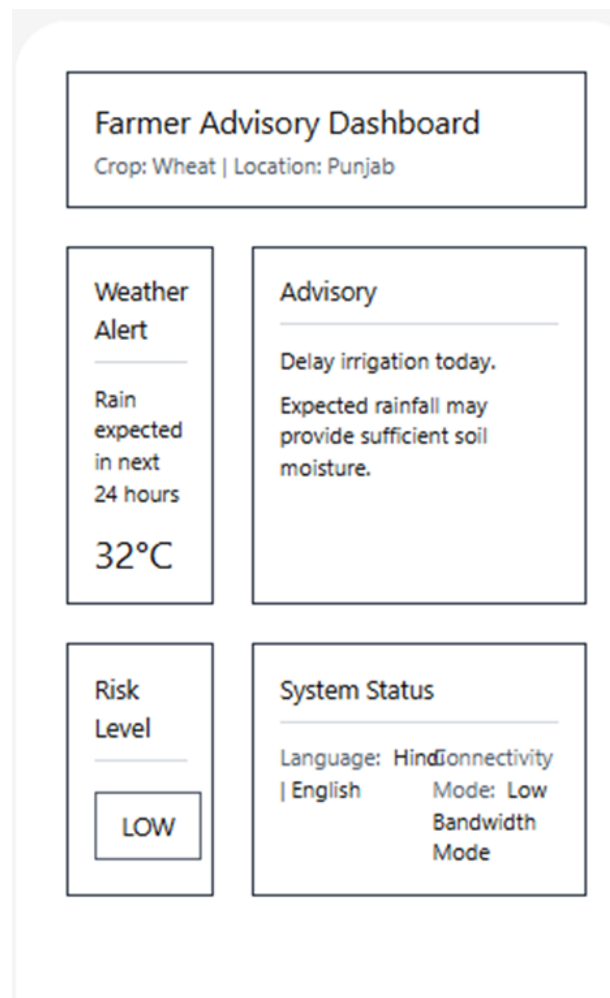 Farmer Advisory Dashboard
Crop: Wheat | Location: Punjab
Weather
Alert
Rain
expected
in next
24 hours
32°C
Advisory
Delay irrigation today.
Expected rainfall may
provide sufficient soil
moisture.
Risk
Level
LOW
System Status
Language: Hindi
| English
Connectivity
Mode: Low
Bandwidth
Mode